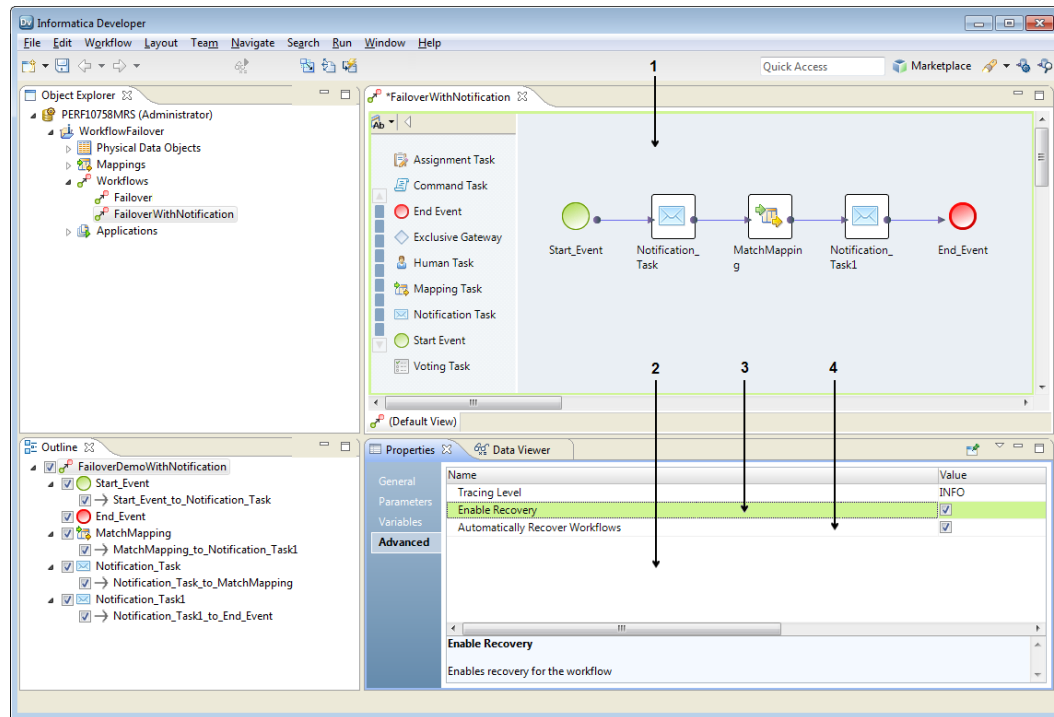 Informatica Developer
File Edit Workflow Layout Team Navigate Search Run Window Help
Quick Access
Marketplace
1
Object Explorer
PERF10758MRS (Administrator)
WorkflowFailover
Physical Data Objects
Mappings
Workflows
Failover
FailoverWithNotification
Applications
*FailoverWithNotification
Ab
Assignment Task
Command Task
End Event
Exclusive Gateway
Human Task
Mapping Task
Notification Task
Start Event
Voting Task
Start_Event
Notification_
Task
MatchMappin
g
Notification_
Task1
End_Event
2
3
4
(Default View)
Outline
FailoverDemoWithNotification
Start_Event
Start_Event_to_Notification_Task
End_Event
MatchMapping
MatchMapping_to_Notification_Task1
Notification_Task
Notification_Task_to_MatchMapping
Notification_Task1
Notification_Task1_to_End_Event
Properties
Data Viewer
General
Parameters
Variables
Advanced
Name Value
Tracing Level INFO
Enable Recovery
Automatically Recover Workflows
Enable Recovery
Enables recovery for the workflow